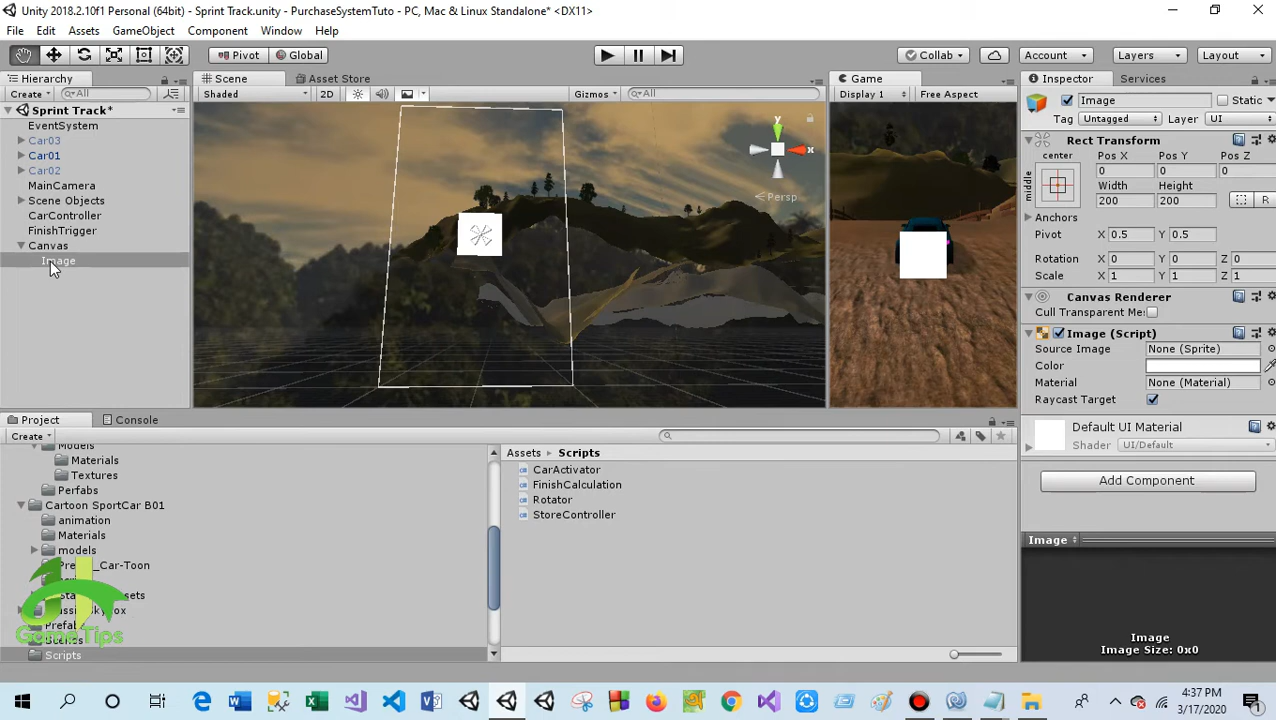 Unity 2018.2.10f1 Personal (64bit) - Sprint Track.unity - PurchaseSystemTuto - PC, Mac & Linux Standalone* <DX11>
File Edit Assets GameObject Component Window Help
Pivot Global Collab Account Layers Layout
Hierarchy Scene Asset Store Game Inspector Services
Create All Shaded 2D Gizmos All Display 1 Free Aspect Image Static
Tag Untagged Layer UI
Sprint Track*
EventSystem
Car03
Car01
Car02
MainCamera
Scene Objects
CarController
FinishTrigger
Canvas
Image
y
x
Persp
Rect Transform
center Pos X Pos Y Pos Z
middle 0 0 0
Width Height
200 200 R
Anchors
Pivot X 0.5 Y 0.5
Rotation X 0 Y 0 Z 0
Scale X 1 Y 1 Z 1
Canvas Renderer
Cull Transparent Me
Image (Script)
Source Image None (Sprite)
Color
Material None (Material)
Raycast Target
Default UI Material
Shader UI/Default
Add Component
Image
Image
Image Size: 0x0
Project Console
Create
Models
Materials
Textures
Perfabs
Cartoon SportCar B01
animation
Materials
models
_Car-Toon
Scripts
Assets Scripts
CarActivator
FinishCalculation
Rotator
StoreController
Game Tips
4:37 PM
3/17/2020
1